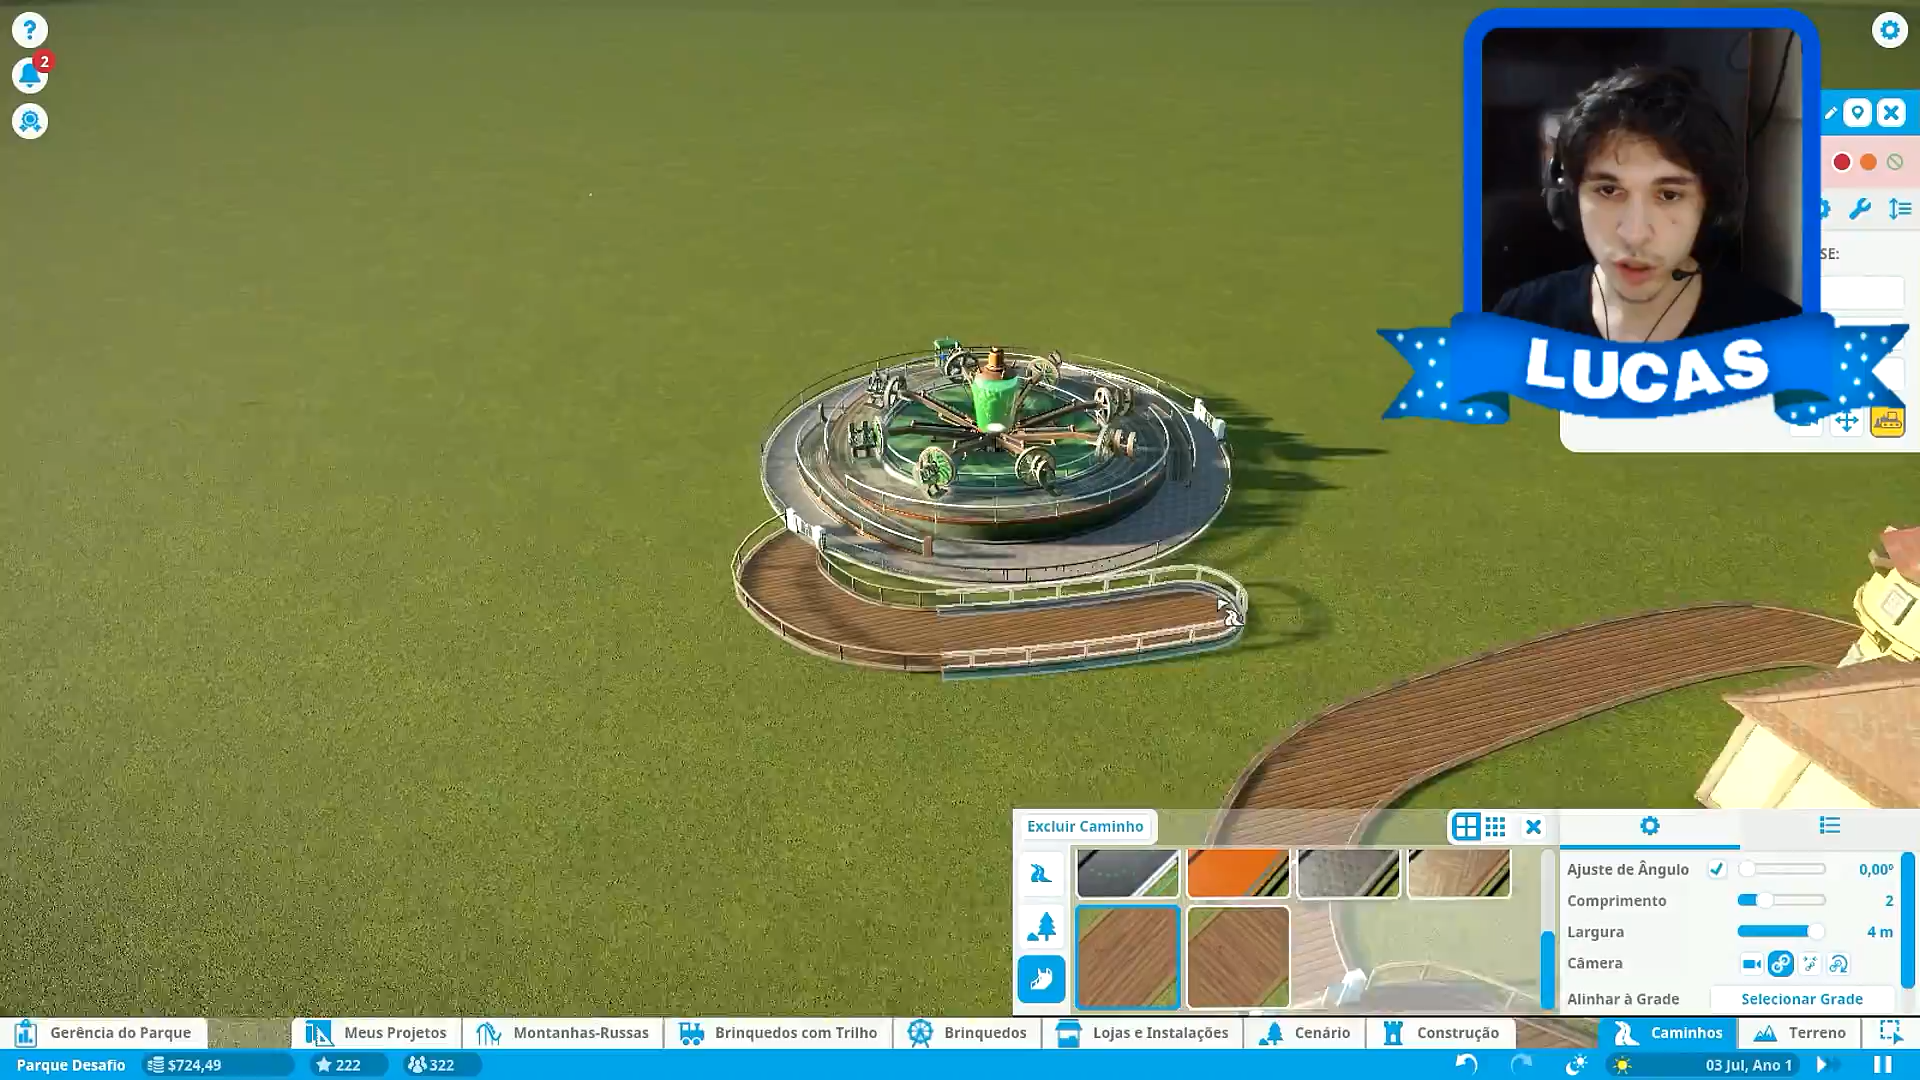 ?
2
SE:
LUCAS
Excluir Caminho
Ajuste de Ângulo 0,00º
Comprimento 2
Largura 4 m
Câmera
Alinhar à Grade Selecionar Grade
Gerência do Parque Meus Projetos Montanhas-Russas Brinquedos com Trilho Brinquedos Lojas e Instalações Cenário Construção Caminhos Terreno
Parque Desafio $724,49 222 322 03 Jul, Ano 1